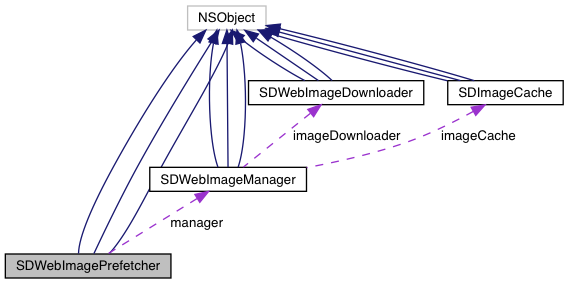 NSObject
SDWebImageDownloader
SDImageCache
imageDownloader
imageCache
SDWebImageManager
manager
SDWebImagePrefetcher